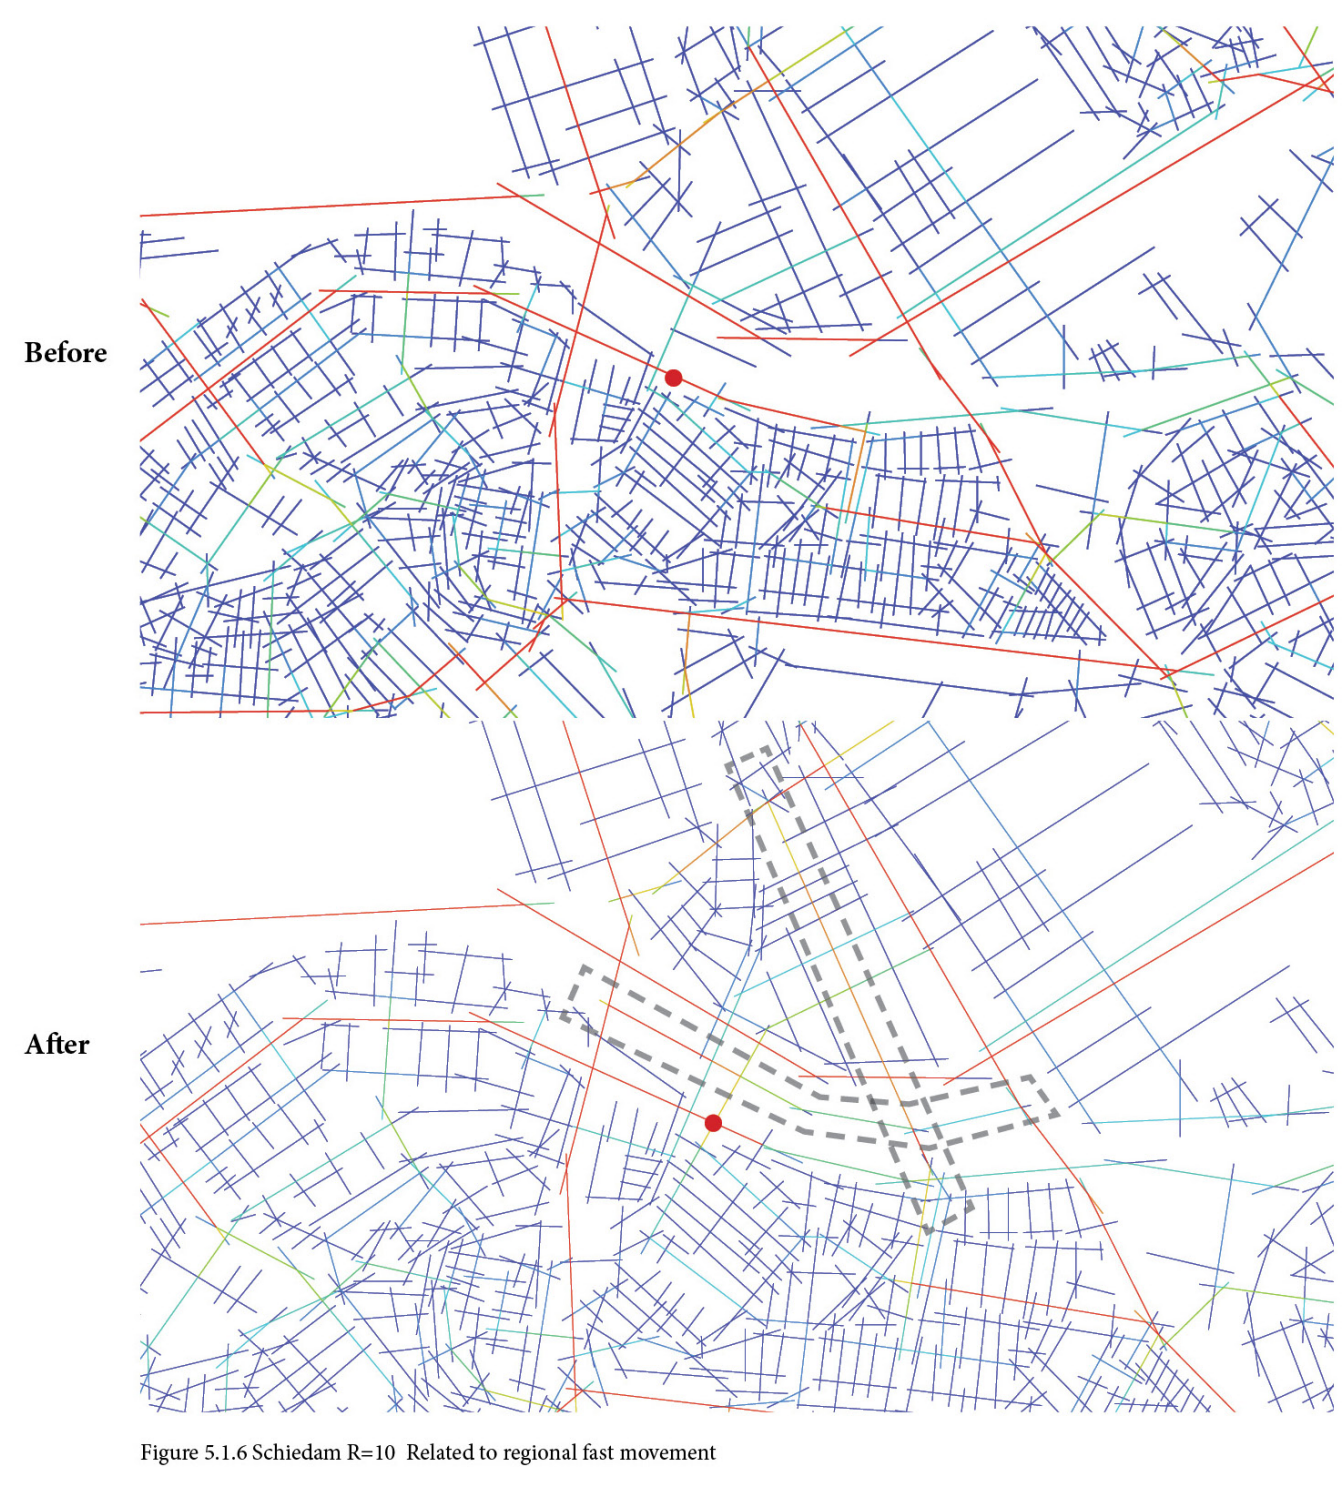 Before
After
Figure 5.1.6 Schiedam R=10 Related to regional fast movement